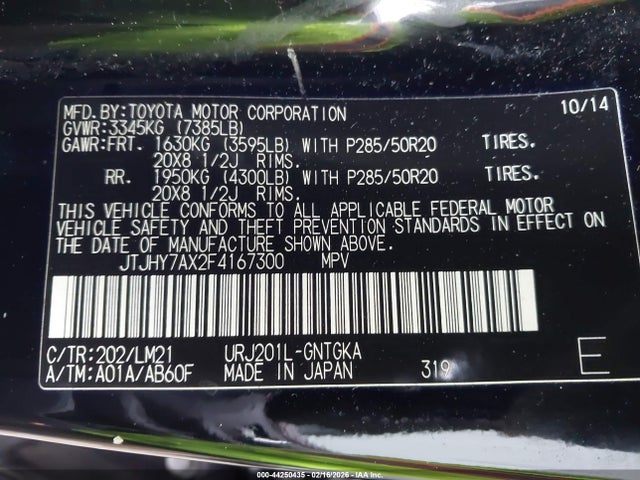 MFD.BY:TOYOTA MOTOR CORPORATION 10/14
GVWR:3345KG (7385LB)
GAWR:FRT. 1630KG (3595LB) WITH P285/50R20 TIRES.
20X8 1/2J RIMS.
RR. 1950KG (4300LB) WITH P285/50R20 TIRES.
20X8 1/2J RIMS.
THIS VEHICLE CONFORMS TO ALL APPLICABLE FEDERAL MOTOR
VEHICLE SAFETY AND THEFT PREVENTION STANDARDS IN EFFECT ON
THE DATE OF MANUFACTURE SHOWN ABOVE.
JTJHY7AX2F4167300 MPV
C/TR:202/LM21 URJ201L-GNTGKA
A/TM:A01A/AB60F MADE IN JAPAN 319 E
000-44250435 - 02/16/2026 - IAA Inc.